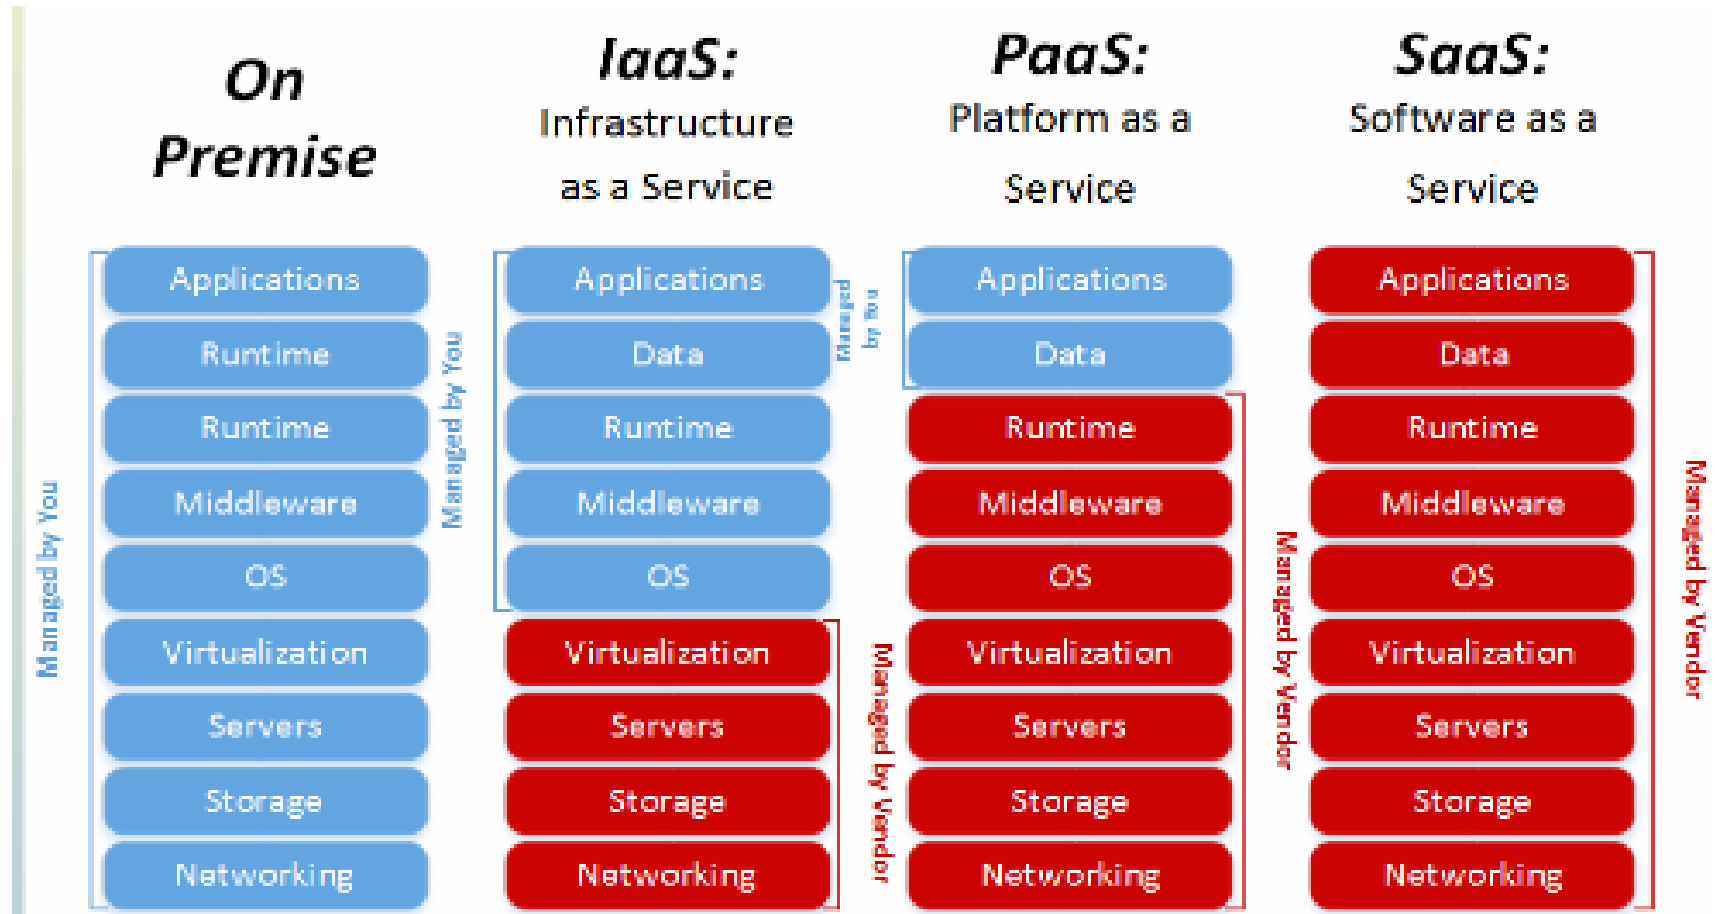 On
Premise
Managed by You
Applications
Runtime
Runtime
Middleware
OS
Virtualization
Servers
Storage
Networking
IaaS:
Infrastructure
as a Service
Managed by You
Applications
Data
Runtime
Middleware
OS
Virtualization
Servers
Storage
Networking
Managed by Vendor
PaaS:
Platform as a
Service
Managed
by You
Applications
Data
Runtime
Middleware
OS
Virtualization
Servers
Storage
Networking
Managed by Vendor
SaaS:
Software as a
Service
Applications
Data
Runtime
Middleware
OS
Virtualization
Servers
Storage
Networking
Managed by Vendor